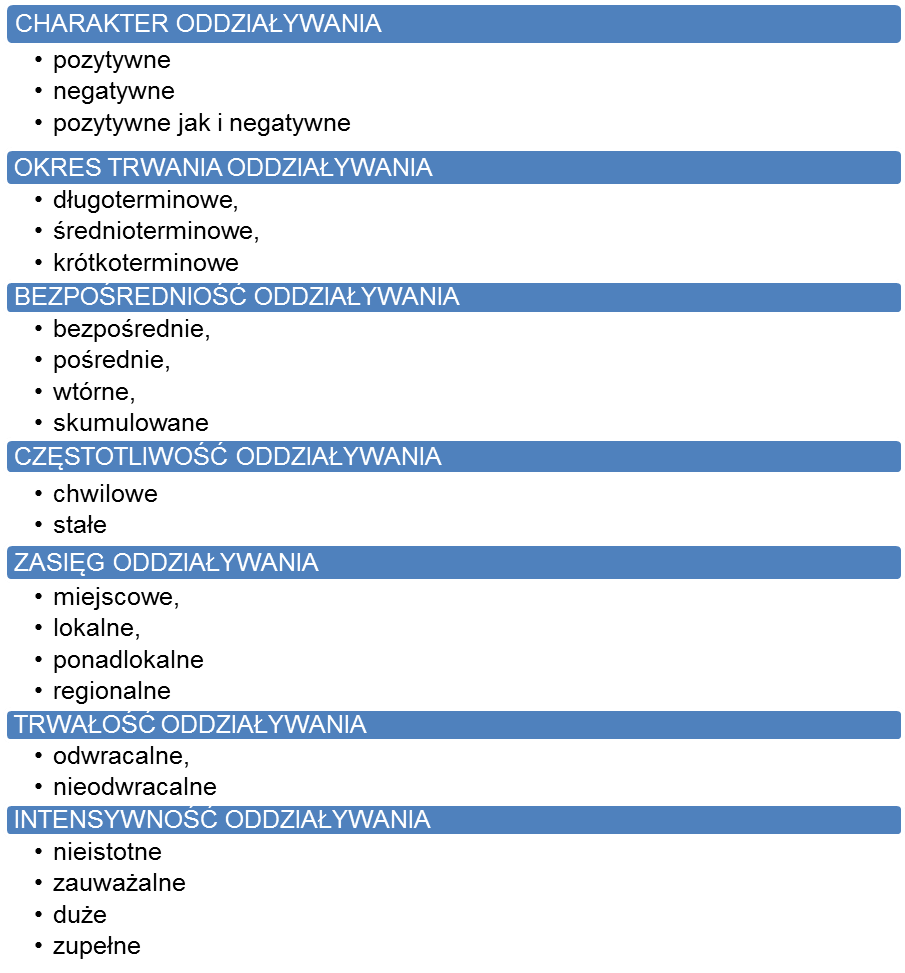 CHARAKTER ODDZIAŁYWANIA
• pozytywne
• negatywne
• pozytywne jak i negatywne
OKRES TRWANIA ODDZIAŁYWANIA
• długoterminowe,
• średnioterminowe,
• krótkoterminowe
BEZPOŚREDNIOŚĆ ODDZIAŁYWANIA
• bezpośrednie,
• pośrednie,
• wtórne,
• skumulowane
CZĘSTOTLIWOŚĆ ODDZIAŁYWANIA
• chwilowe
• stałe
ZASIĘG ODDZIAŁYWANIA
• miejscowe,
• lokalne,
• ponadlokalne
• regionalne
TRWAŁOŚĆ ODDZIAŁYWANIA
• odwracalne,
• nieodwracalne
INTENSYWNOŚĆ ODDZIAŁYWANIA
• nieistotne
• zauważalne
• duże
• zupełne